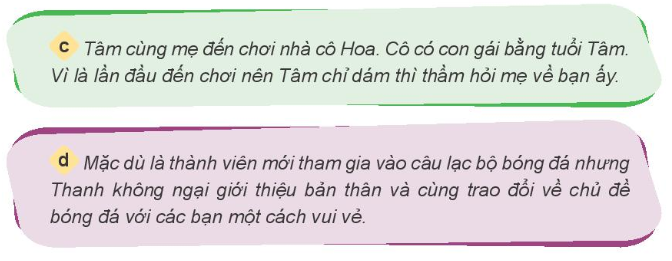 c Tâm cùng mẹ đến chơi nhà cô Hoa. Cô có con gái bằng tuổi Tâm.
Vì là lần đầu đến chơi nên Tâm chỉ dám thì thầm hỏi mẹ về bạn ấy.
d Mặc dù là thành viên mới tham gia vào câu lạc bộ bóng đá nhưng
Thanh không ngại giới thiệu bản thân và cùng trao đổi về chủ đề
bóng đá với các bạn một cách vui vẻ.